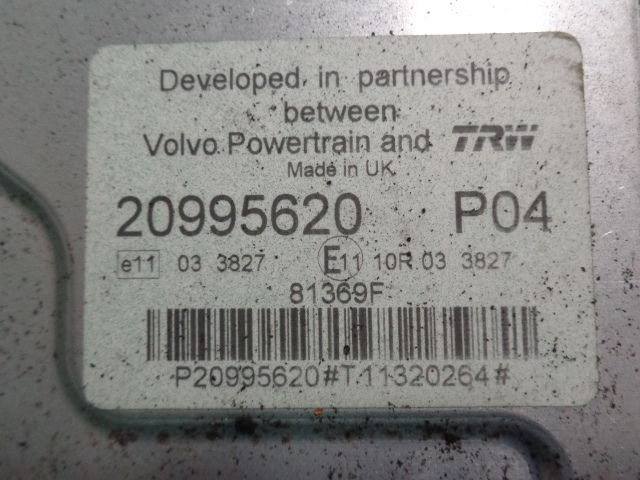 Developed in partnership
between
Volvo Powertrain and TRW
Made in UK
20995620 P04
e11 03 3827 E11 10R 03 3827
81369F
P20995620#T11320264#